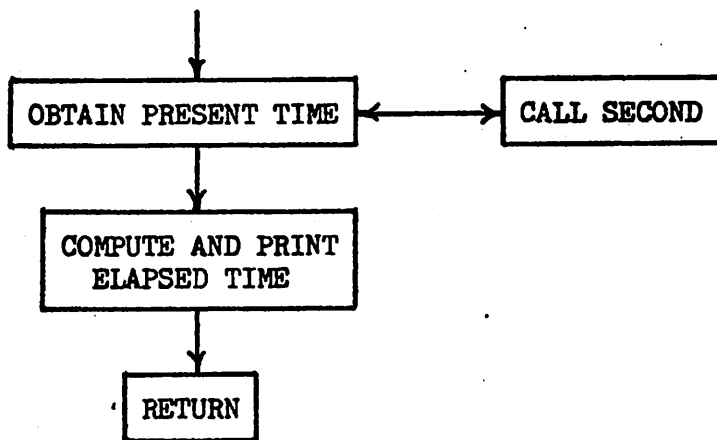 OBTAIN PRESENT TIME
CALL SECOND
COMPUTE AND PRINT
ELAPSED TIME
RETURN